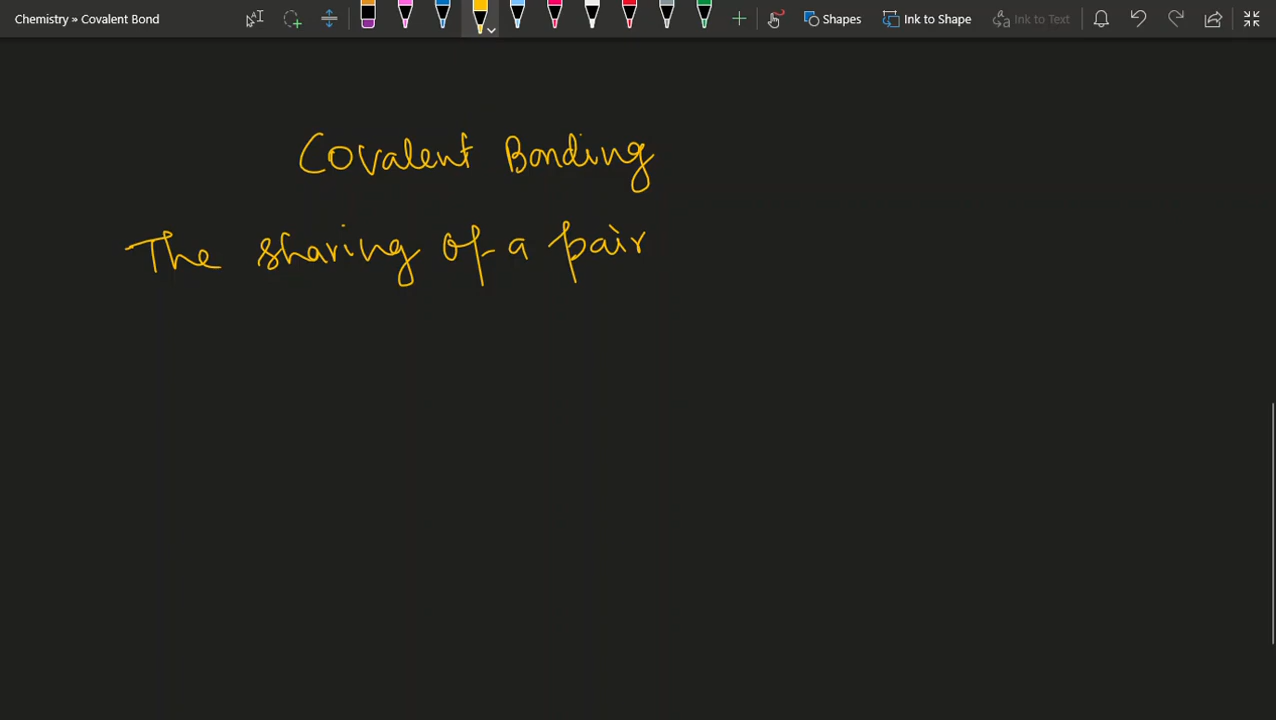 Chemistry » Covalent Bond
Shapes
Ink to Shape
Ink to Text
Covalent Bonding
The sharing of a pair